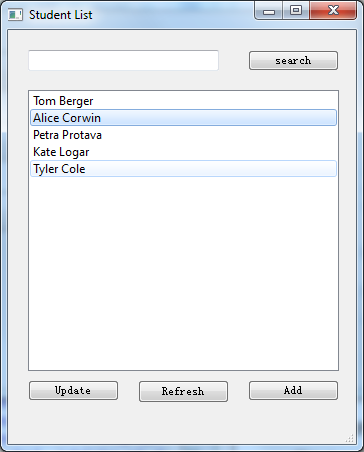 Student List
search
Tom Berger
Alice Corwin
Petra Protava
Kate Logar
Tyler Cole
Update Refresh Add